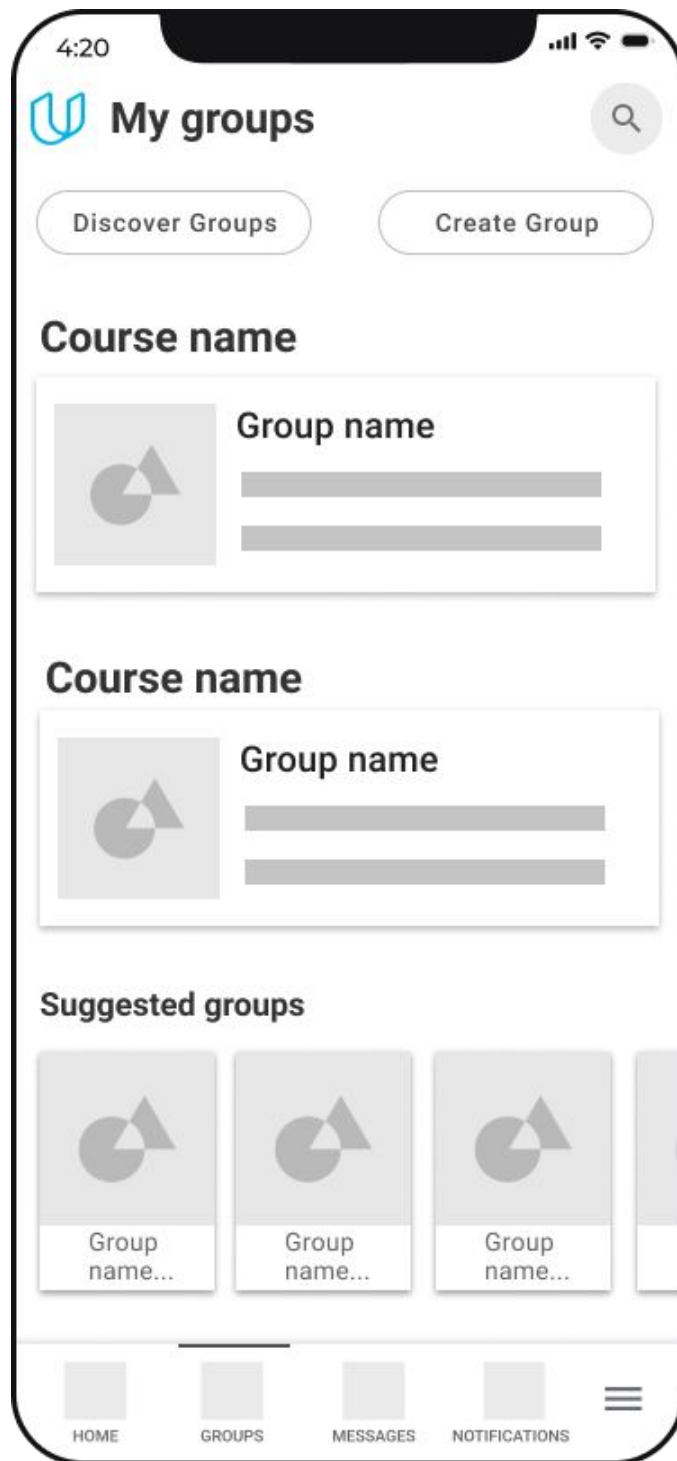 4:20
My groups
Discover Groups
Create Group
Course name
Group name
Course name
Group name
Suggested groups
Group
name...
Group
name...
Group
name...
HOME
GROUPS
MESSAGES
NOTIFICATIONS